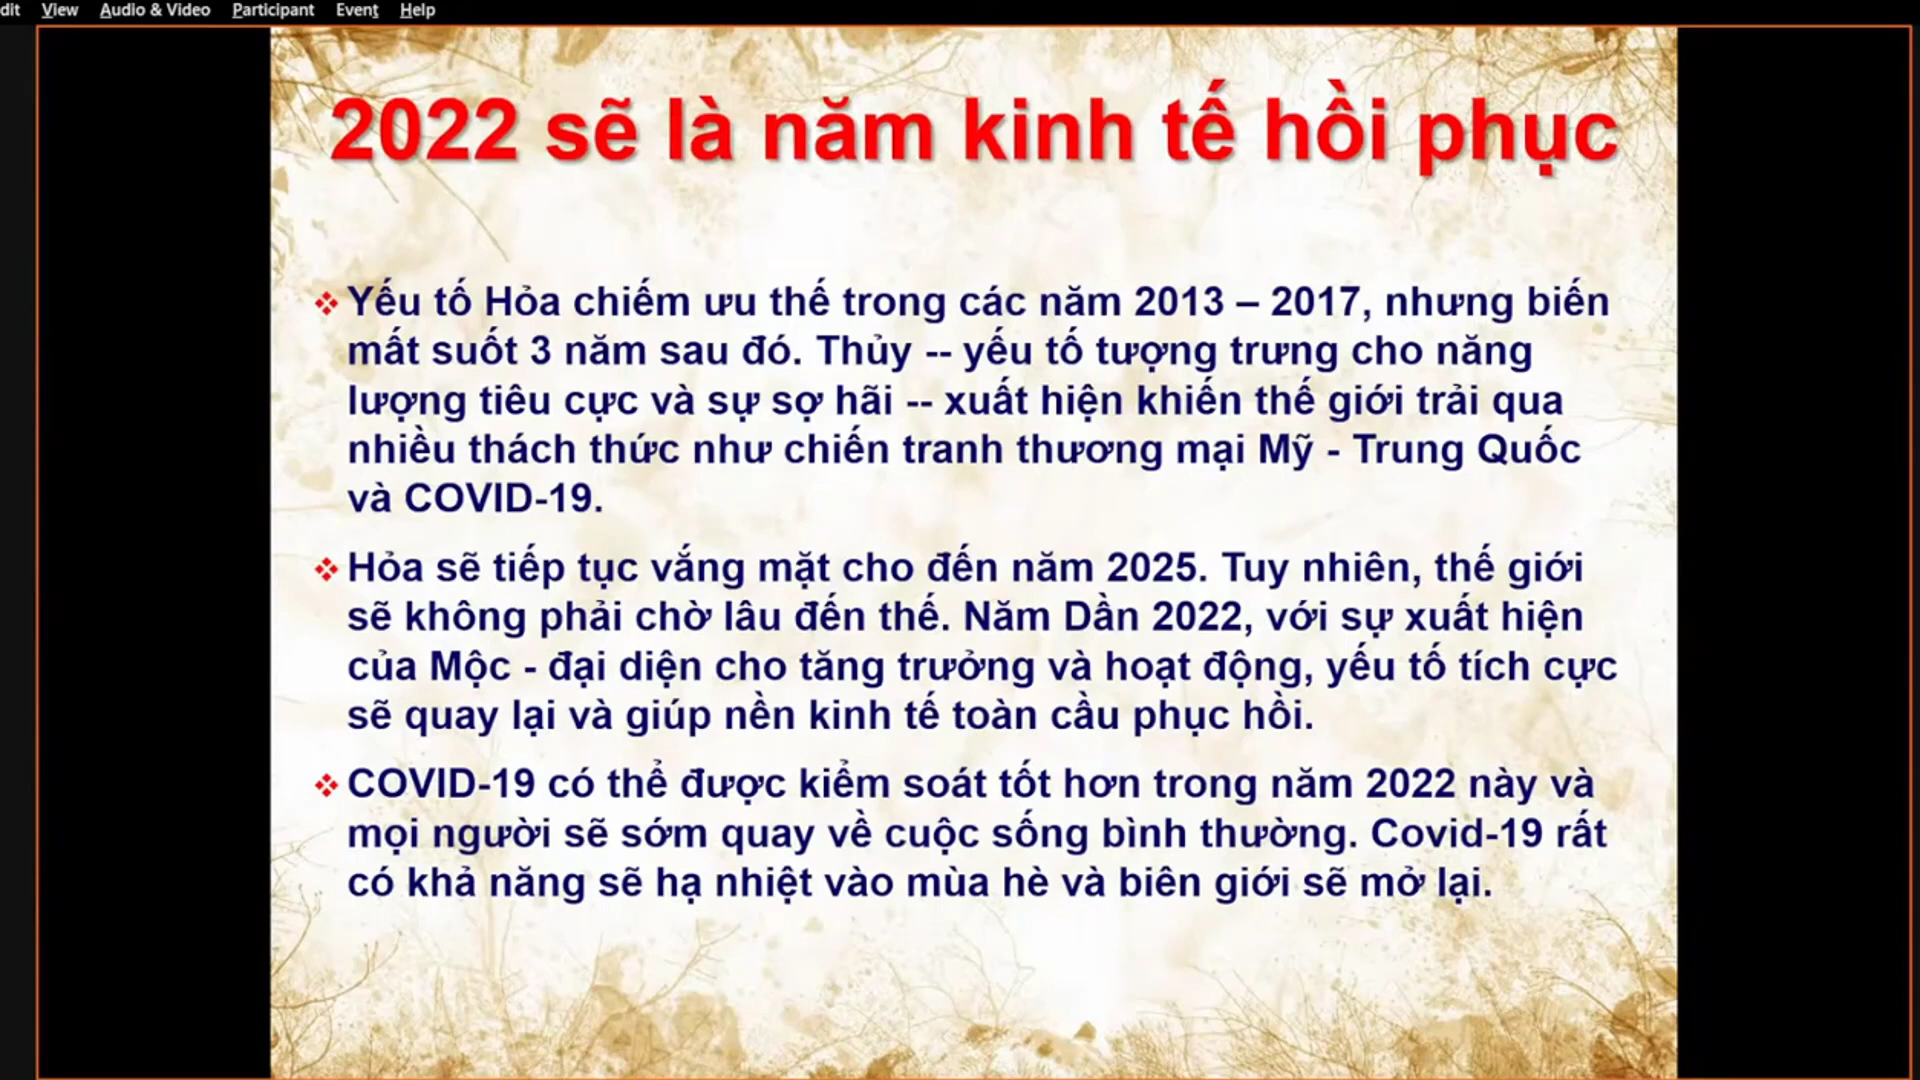 dit View Audio & Video Participant Event Help
2022 sẽ là năm kinh tế hồi phục
❖ Yếu tố Hỏa chiếm ưu thế trong các năm 2013 – 2017, nhưng biến
mất suốt 3 năm sau đó. Thủy -- yếu tố tượng trưng cho năng
lượng tiêu cực và sự sợ hãi -- xuất hiện khiến thế giới trải qua
nhiều thách thức như chiến tranh thương mại Mỹ - Trung Quốc
và COVID-19.
❖ Hỏa sẽ tiếp tục vắng mặt cho đến năm 2025. Tuy nhiên, thế giới
sẽ không phải chờ lâu đến thế. Năm Dần 2022, với sự xuất hiện
của Mộc - đại diện cho tăng trưởng và hoạt động, yếu tố tích cực
sẽ quay lại và giúp nền kinh tế toàn cầu phục hồi.
❖ COVID-19 có thể được kiểm soát tốt hơn trong năm 2022 này và
mọi người sẽ sớm quay về cuộc sống bình thường. Covid-19 rất
có khả năng sẽ hạ nhiệt vào mùa hè và biên giới sẽ mở lại.